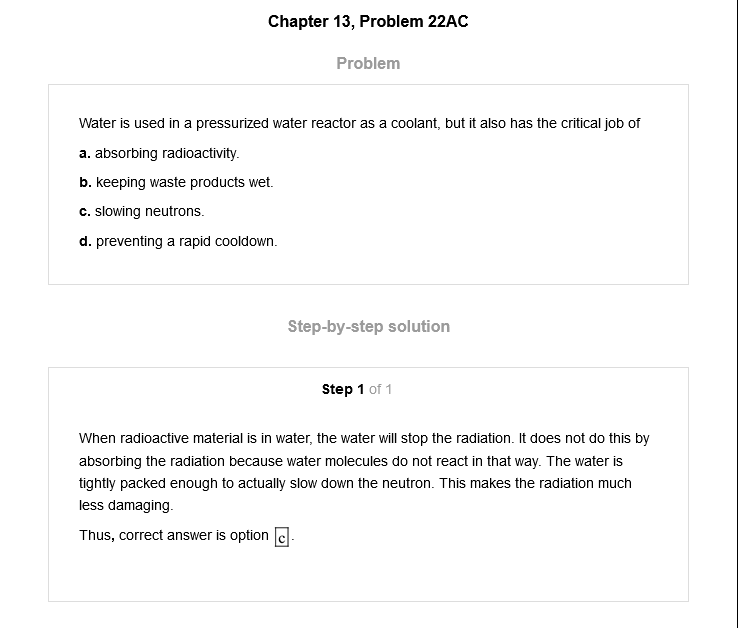 Chapter 13, Problem 22AC
Problem
Water is used in a pressurized water reactor as a coolant, but it also has the critical job of
a. absorbing radioactivity.
b. keeping waste products wet.
c. slowing neutrons.
d. preventing a rapid cooldown.
Step-by-step solution
Step 1 of 1
When radioactive material is in water, the water will stop the radiation. It does not do this by
absorbing the radiation because water molecules do not react in that way. The water is
tightly packed enough to actually slow down the neutron. This makes the radiation much
less damaging.
Thus, correct answer is option c.